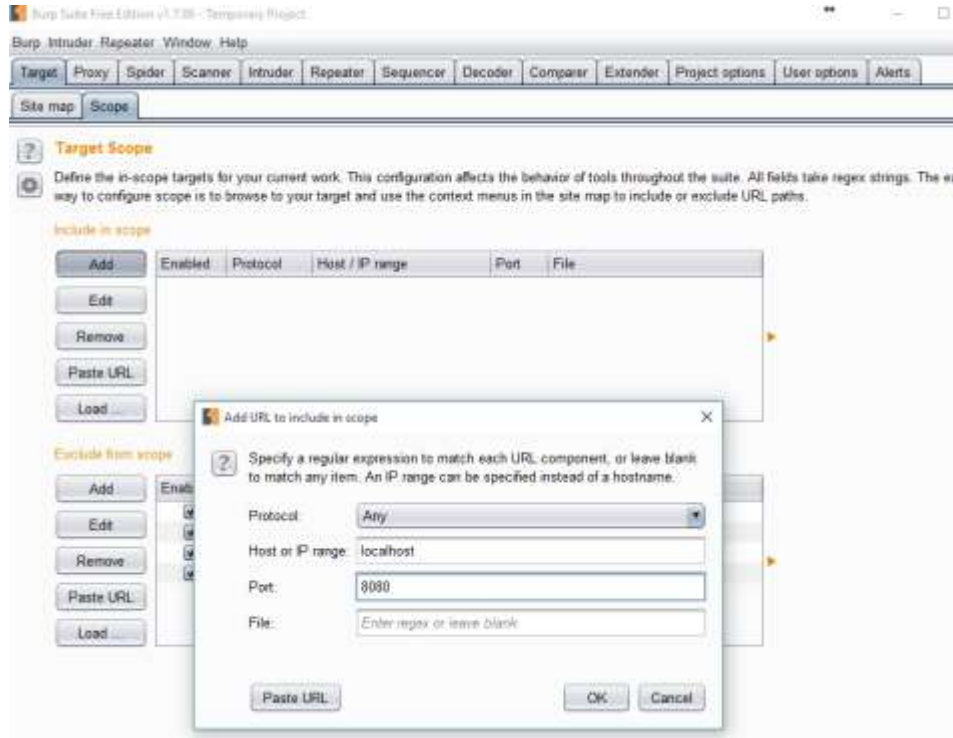 Burp Suite Free Edition v1.7.30 - Temporary Project
Burp Intruder Repeater Window Help
Target Proxy Spider Scanner Intruder Repeater Sequencer Decoder Comparer Extender Project options User options Alerts
Site map Scope
? Target Scope
Define the in-scope targets for your current work. This configuration affects the behavior of tools throughout the suite. All fields take regex strings. The ea
way to configure scope is to browse to your target and use the context menus in the site map to include or exclude URL paths.
Include in scope
Add Enabled Protocol Host / IP range Port File
Edit
Remove
Paste URL
Load ...
Add URL to include in scope
Exclude from scope
? Specify a regular expression to match each URL component, or leave blank
to match any item. An IP range can be specified instead of a hostname.
Add Enab
Edit
Remove
Paste URL
Load ...
Protocol: Any
Host or IP range: localhost
Port: 8080
File: Enter regex or leave blank
Paste URL OK Cancel